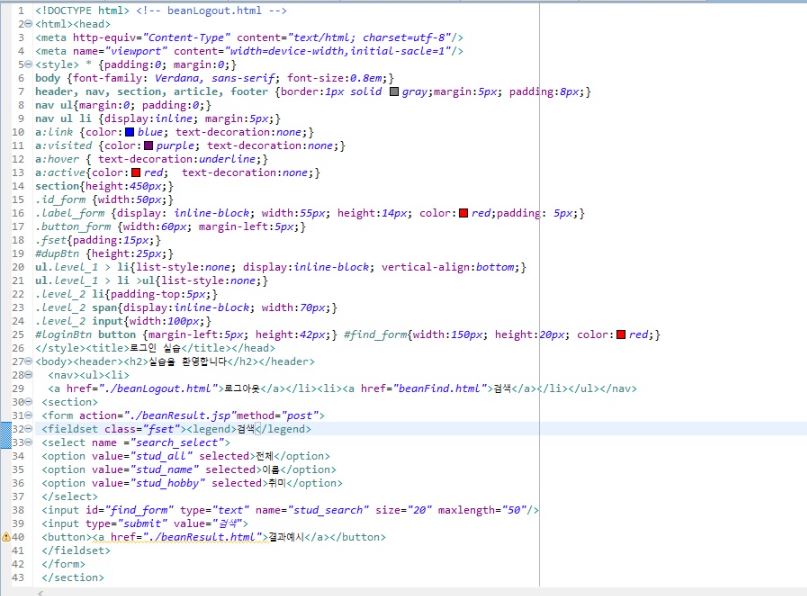 1 <!DOCTYPE html> <!-- beanLogout.html -->
2 <html><head>
3 <meta http-equiv="Content-Type" content="text/html; charset=utf-8"/>
4 <meta name="viewport" content="width=device-width,initial-sacle=1"/>
5 <style> * {padding:0; margin:0;}
6 body {font-family: Verdana, sans-serif; font-size:0.8em;}
7 header, nav, section, article, footer {border:1px solid gray;margin:5px; padding:8px;}
8 nav ul{margin:0; padding:0;}
9 nav ul li {display:inline; margin:5px;}
10 a:link {color:blue; text-decoration:none;}
11 a:visited {color:purple; text-decoration:none;}
12 a:hover { text-decoration:underline;}
13 a:active{color:red;  text-decoration:none;}
14 section{height:450px;}
15 .id_form {width:50px;}
16 .label_form {display: inline-block; width:55px; height:14px; color:red;padding: 5px;}
17 .button_form {width:60px; margin-left:5px;}
18 .fset{padding:15px;}
19 #dupBtn {height:25px;}
20 ul.level_1 > li{list-style:none; display:inline-block; vertical-align:bottom;}
21 ul.level_1 > li >ul{list-style:none;}
22 .level_2 li{padding-top:5px;}
23 .level_2 span{display:inline-block; width:70px;}
24 .level_2 input{width:100px;}
25 #loginBtn button {margin-left:5px; height:42px;} #find_form{width:150px; height:20px; color:red;}
26 </style><title>로그인 실습</title></head>
27 <body><header><h2>실습을 환영합니다</h2></header>
28 <nav><ul><li>
29 <a href="./beanLogout.html">로그아웃</a></li><li><a href="beanFind.html">검색</a></li></ul></nav>
30 <section>
31 <form action="./beanResult.jsp"method="post">
32 <fieldset class="fset"><legend>검색</legend>
33 <select name ="search_select">
34 <option value="stud_all" selected>전체</option>
35 <option value="stud_name" selected>이름</option>
36 <option value="stud_hobby" selected>취미</option>
37 </select>
38 <input id="find_form" type="text" name="stud_search" size="20" maxlength="50"/>
39 <input type="submit" value="검색">
40 <button><a href="./beanResult.html">결과예시</a></button>
41 </fieldset>
42 </form>
43 </section>